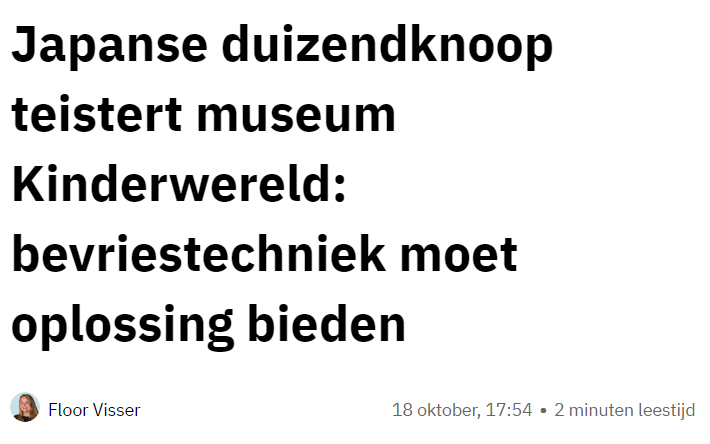 Japanse duizendknoop
teistert museum
Kinderwereld:
bevriestechniek moet
oplossing bieden
Floor Visser
18 oktober, 17:54 • 2 minuten leestijd